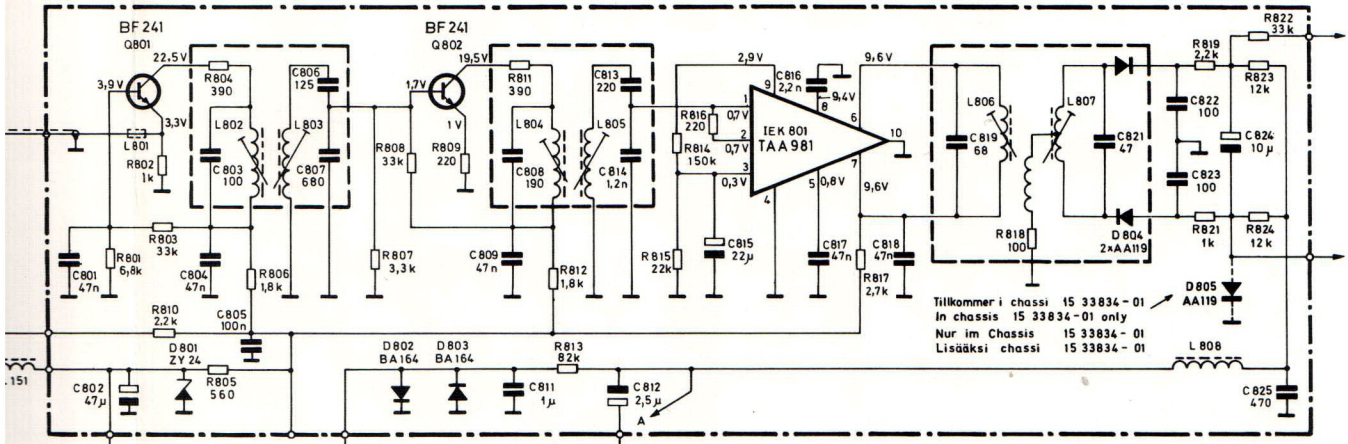 BF 241
Q801
BF 241
Q802
3,9V
22,5V
3,3V
R804
390
C806
125
L801
R802
1k
L802
L803
C803
100
C807
680
R803
33k
C801
47n
R801
6,8k
C804
47n
R806
1,8k
R807
3,3k
R808
33k
1,7V
19,5V
1V
R809
220
R811
390
C813
220
L804
L805
C808
190
C814
1,2n
C809
47n
R812
1,8k
2,9V
9
C816
2,2n
9,4V
8
1
0,7V
R816
220
2
0,7V
R814
150k
3
0,3V
IEK 801
TAA 981
6
9,6V
10
7
9,6V
5
0,8V
4
R815
22k
C815
22µ
C817
47n
C818
47n
R817
2,7k
L806
L807
C819
68
C821
47
R818
100
D804
2xAA119
C822
100
C823
100
R819
2,2k
R822
33k
R823
12k
C824
10µ
R821
1k
R824
12k
D805
AA119
Tillkommer i chassi 15 33834-01
In chassis 15 33834-01 only
Nur im Chassis 15 33834-01
Lisääksi chassi 15 33834-01
R810
2,2k
C805
100n
151
C802
47µ
D801
ZY 24
R805
560
D802
BA164
D803
BA164
C811
1µ
R813
82k
C812
2,5µ
A
L 808
C825
470